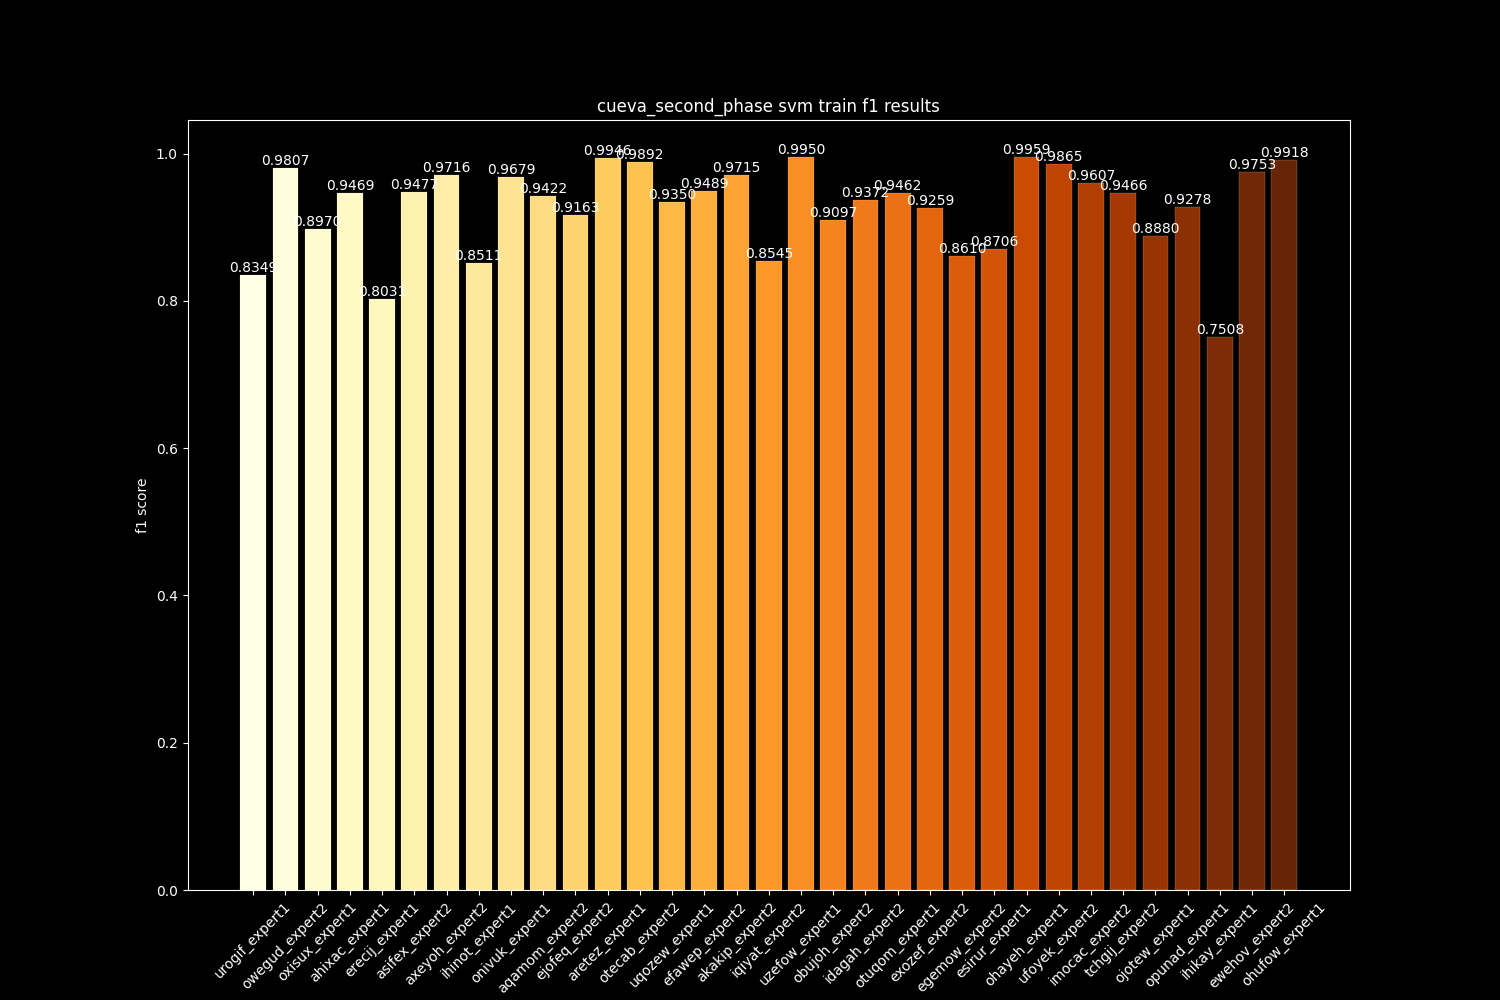 cueva_second_phase svm train f1 results
f1 score
1.0
0.8
0.6
0.4
0.2
0.0
0.8349
0.9807
0.8970
0.9469
0.8031
0.9477
0.9716
0.8511
0.9679
0.9422
0.9163
0.9946
0.9892
0.9350
0.9489
0.9715
0.8545
0.9950
0.9097
0.9372
0.9462
0.9259
0.8610
0.8706
0.9959
0.9865
0.9607
0.9466
0.8880
0.9278
0.7508
0.9753
0.9918
urogif_expert1
owegud_expert2
oxisux_expert1
ahixac_expert1
erecij_expert1
asifex_expert2
axeyoh_expert2
ihinot_expert1
onivuk_expert1
aqamom_expert2
ejofeq_expert2
aretez_expert1
otecab_expert2
uqozew_expert1
efawep_expert2
akakip_expert2
iqiyat_expert2
uzefow_expert1
obujoh_expert2
idagah_expert2
otuqom_expert1
exozef_expert2
egemow_expert2
esirur_expert1
ohayeh_expert1
ufoyek_expert2
imocac_expert2
tchgij_expert2
ojotew_expert1
opunad_expert1
ihikay_expert1
ewehov_expert2
ohufow_expert1